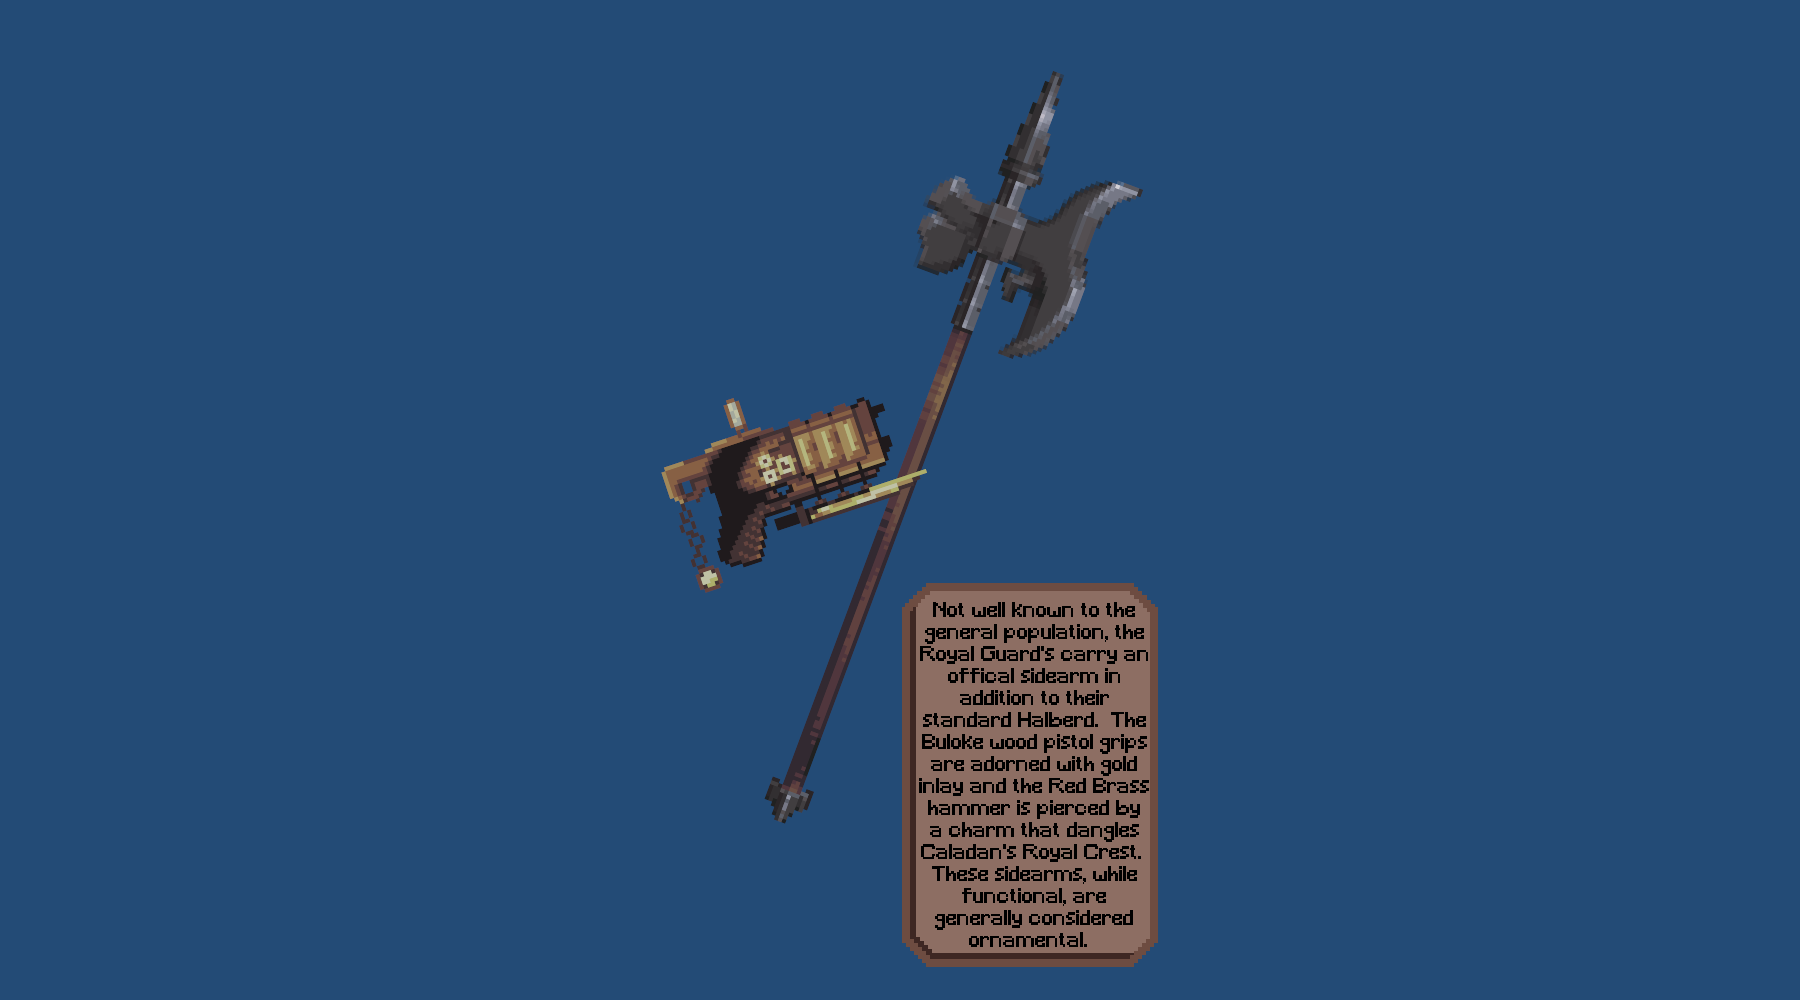 Not well known to the
general population, the
Royal Guard's carry an
offical sidearm in
addition to their
standard Halberd.  The
Buloke wood pistol grips
are adorned with gold
inlay and the Red Brass
hammer is pierced by
a charm that dangles
Caladan's Royal Crest.
These sidearms, while
functional, are
generally considered
ornamental.